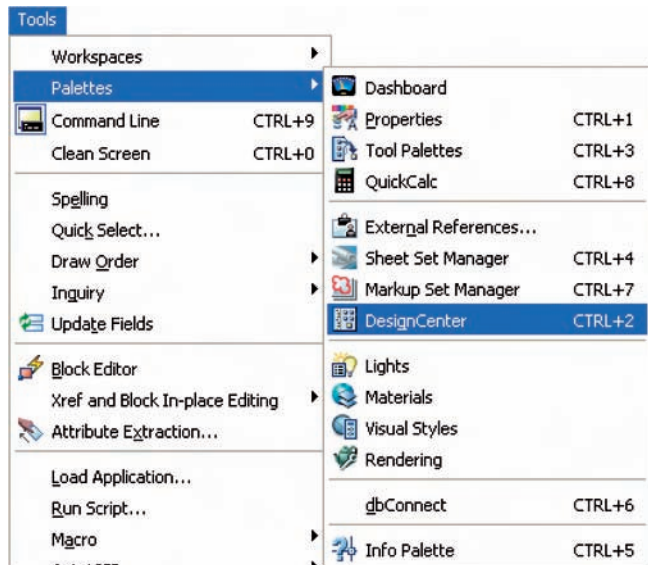 Tools
Workspaces
Palettes
Command Line CTRL+9
Clean Screen CTRL+0
Spelling
Quick Select...
Draw Order
Inquiry
Update Fields
Block Editor
Xref and Block In-place Editing
Attribute Extraction...
Load Application...
Run Script...
Macro
Dashboard
Properties CTRL+1
Tool Palettes CTRL+3
QuickCalc CTRL+8
External References...
Sheet Set Manager CTRL+4
Markup Set Manager CTRL+7
DesignCenter CTRL+2
Lights
Materials
Visual Styles
Rendering
dbConnect CTRL+6
Info Palette CTRL+5